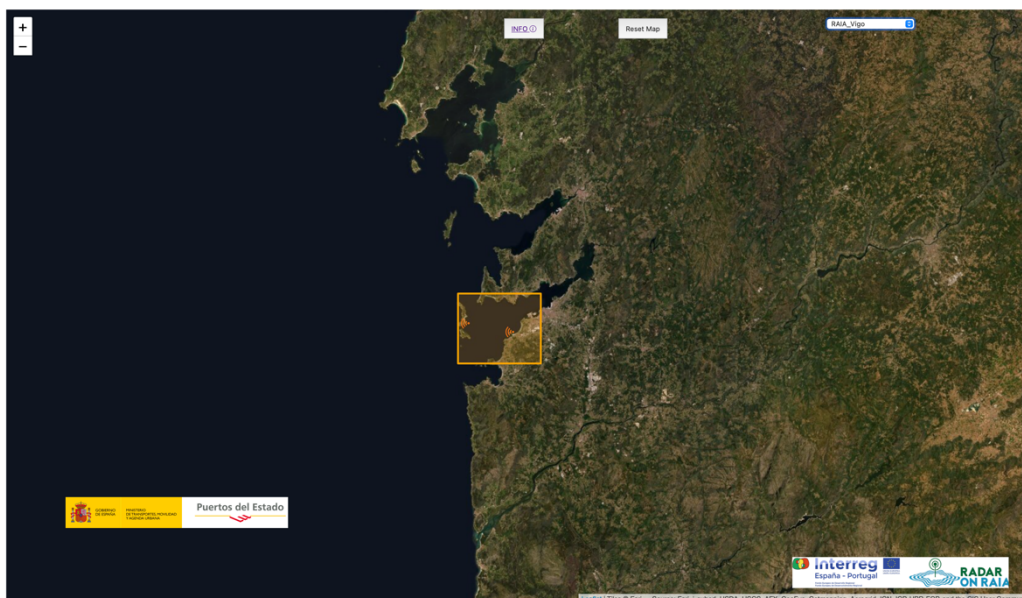 +
−
INFO ⓘ
Reset Map
RAIA_Vigo
GOBIERNO
DE ESPAÑA
MINISTERIO
DE TRANSPORTES, MOVILIDAD
Y AGENDA URBANA
Puertos del Estado
Interreg
España - Portugal
RADAR
ON RAIA